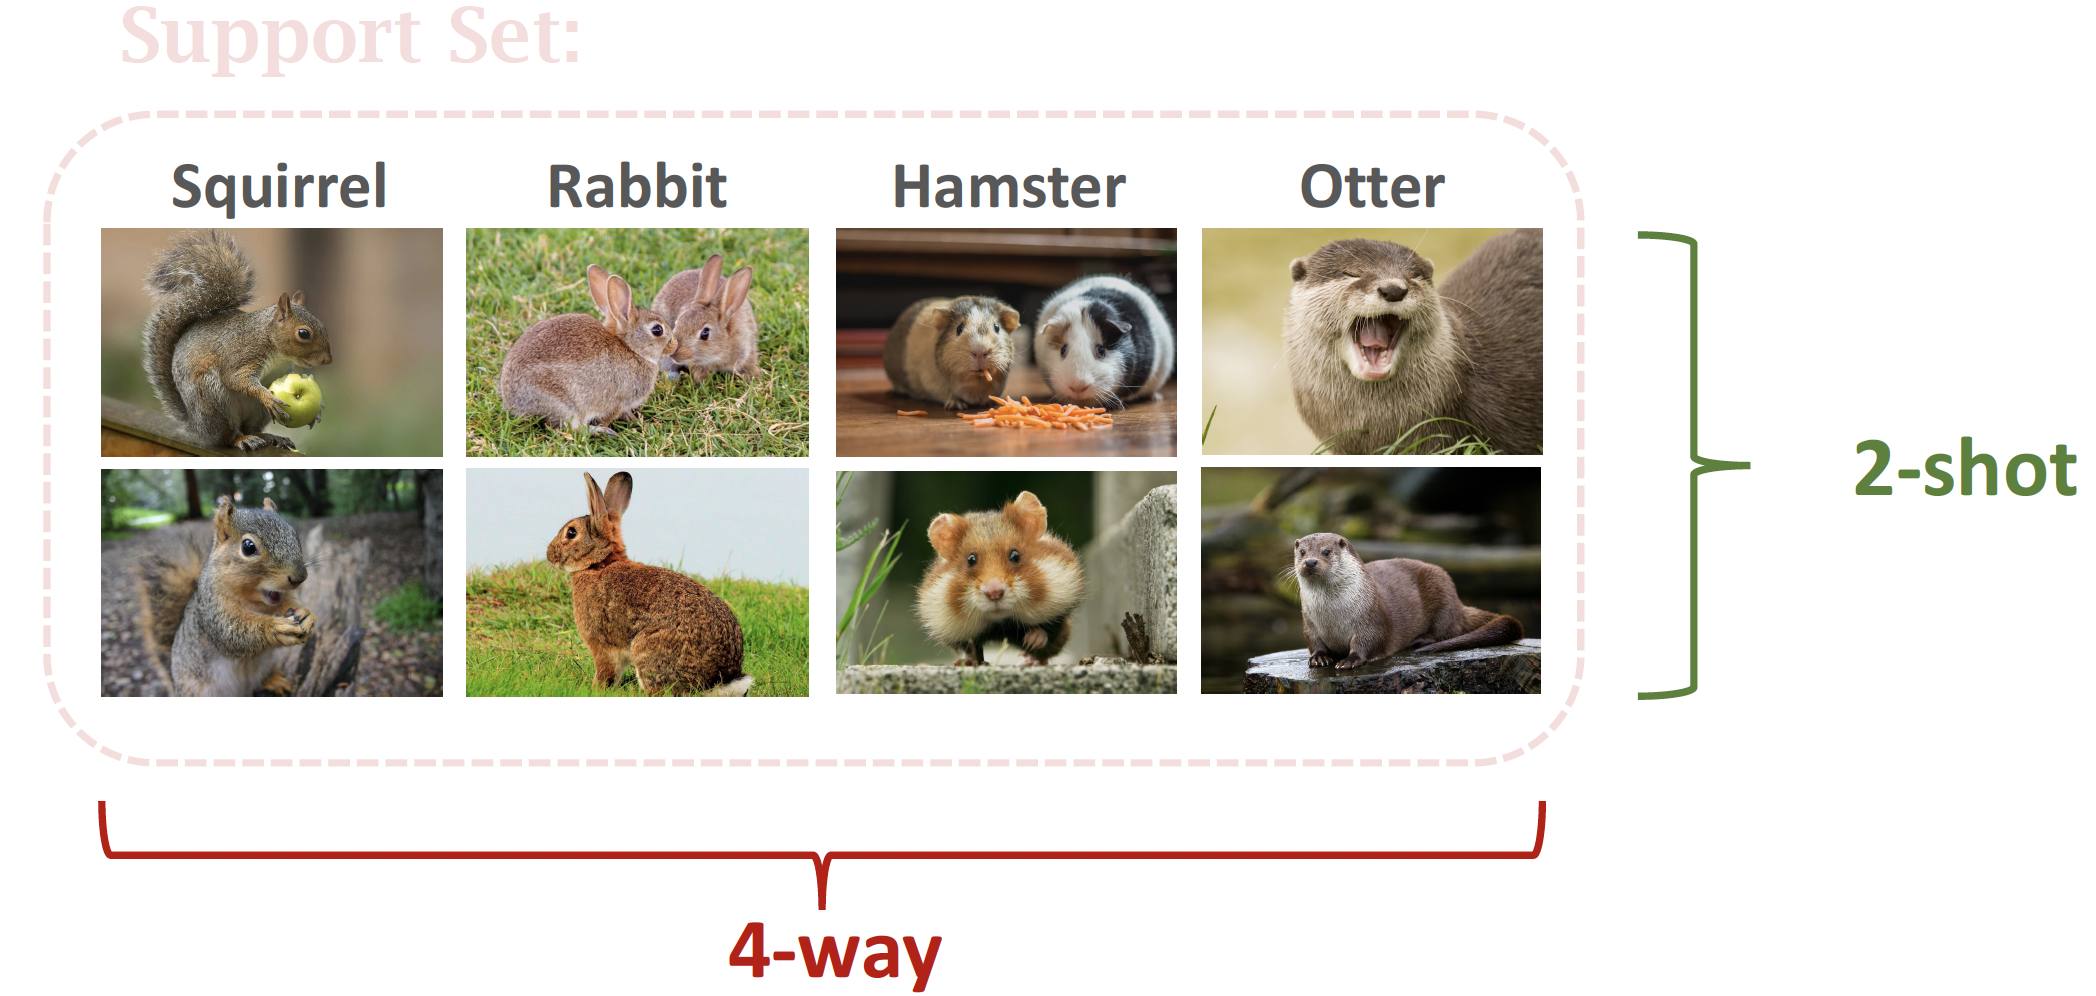 Support Set:
Squirrel Rabbit Hamster Otter
2-shot
4-way